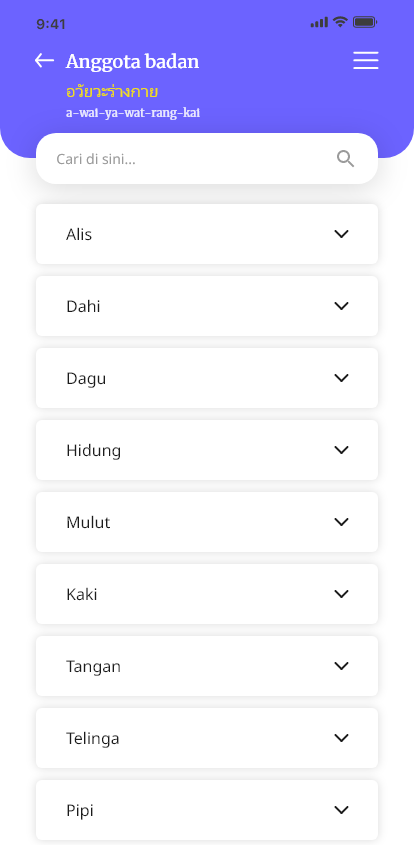 9:41
Anggota badan
อวัยวะร่างกาย
a-wai-ya-wat-rang-kai
Cari di sini...
Alis
Dahi
Dagu
Hidung
Mulut
Kaki
Tangan
Telinga
Pipi